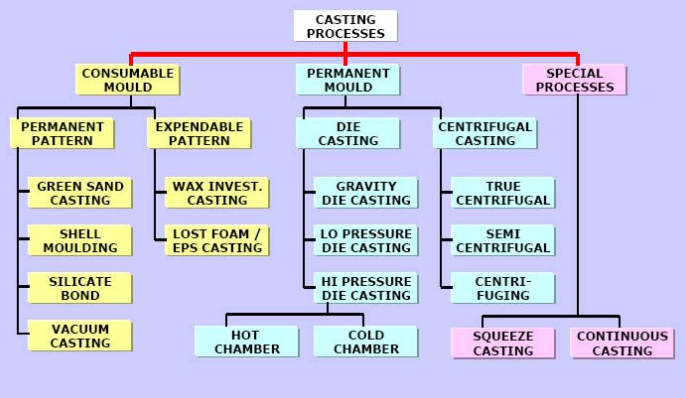 CASTING
PROCESSES
CONSUMABLE
MOULD
PERMANENT
MOULD
SPECIAL
PROCESSES
PERMANENT
PATTERN
EXPENDABLE
PATTERN
DIE
CASTING
CENTRIFUGAL
CASTING
GREEN SAND
CASTING
WAX INVEST.
CASTING
GRAVITY
DIE CASTING
TRUE
CENTRIFUGAL
SHELL
MOULDING
LOST FOAM /
EPS CASTING
LO PRESSURE
DIE CASTING
SEMI
CENTRIFUGAL
SILICATE
BOND
HI PRESSURE
DIE CASTING
CENTRI-
FUGING
VACUUM
CASTING
HOT
CHAMBER
COLD
CHAMBER
SQUEEZE
CASTING
CONTINUOUS
CASTING